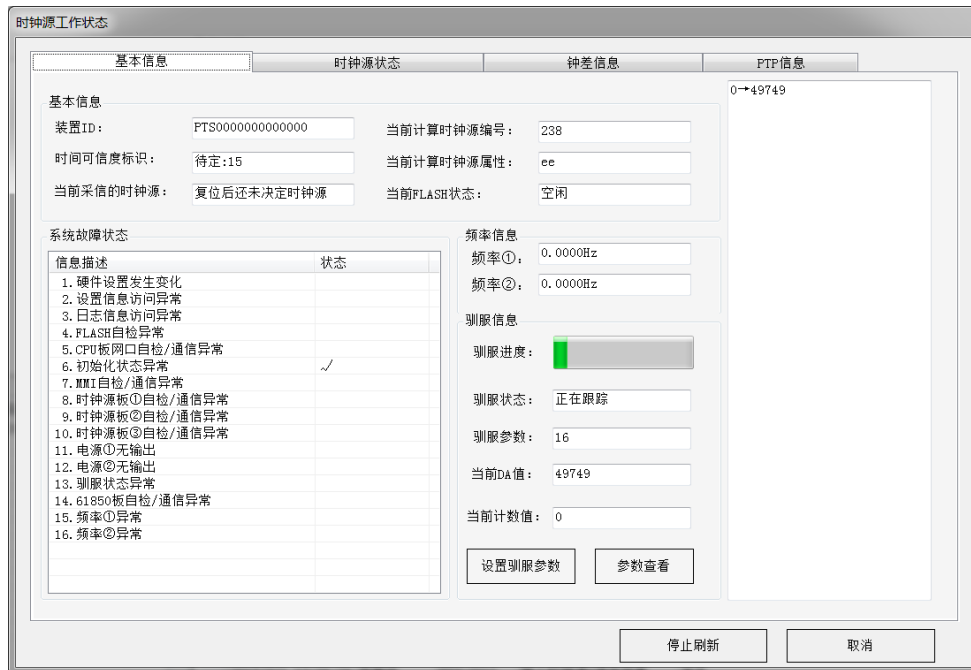 时钟源工作状态
基本信息 时钟源状态 钟差信息 PTP信息
0→49749
基本信息
装置ID： PTS0000000000000 当前计算时钟源编号： 238
时间可信度标识： 待定:15 当前计算时钟源属性： ee
当前采信的时钟源： 复位后还未决定时钟源 当前FLASH状态： 空闲
系统故障状态
信息描述 状态
1.硬件设置发生变化
2.设置信息访问异常
3.日志信息访问异常
4.FLASH自检异常
5.CPU板网口自检/通信异常
6.初始化状态异常 √
7.MMI自检/通信异常
8.时钟源板①自检/通信异常
9.时钟源板②自检/通信异常
10.时钟源板③自检/通信异常
11.电源①无输出
12.电源②无输出
13.驯服状态异常
14.61850板自检/通信异常
15.频率①异常
16.频率②异常
频率信息
频率①： 0.0000Hz
频率②： 0.0000Hz
驯服信息
驯服进度：
驯服状态： 正在跟踪
驯服参数： 16
当前DA值： 49749
当前计数值： 0
设置驯服参数 参数查看
停止刷新 取消